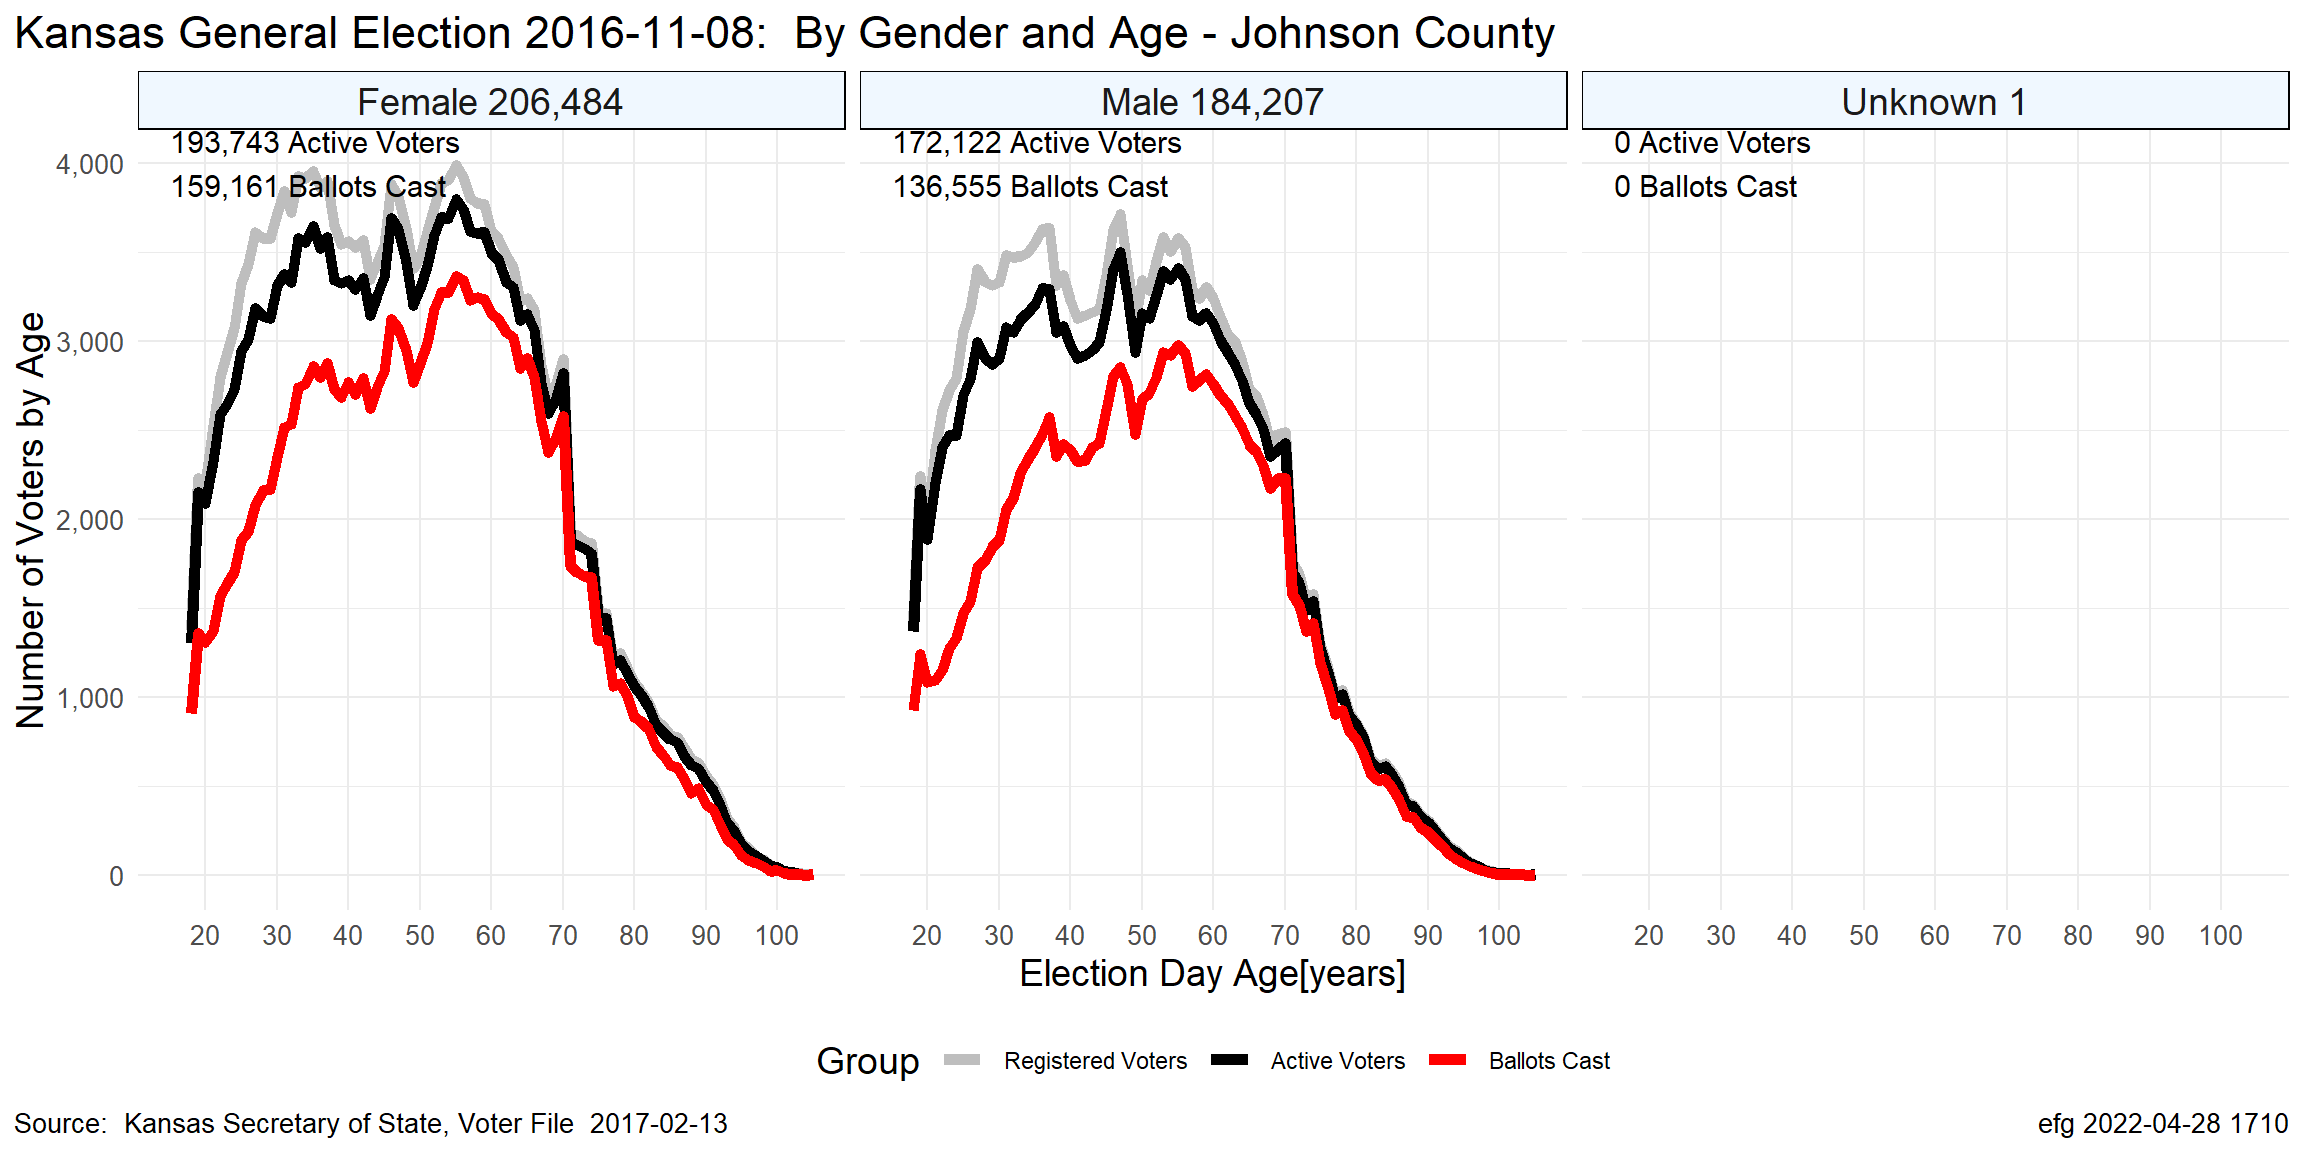 Kansas General Election 2016-11-08:  By Gender and Age - Johnson County
Female 206,484
Male 184,207
Unknown 1
193,743 Active Voters
159,161 Ballots Cast
172,122 Active Voters
136,555 Ballots Cast
0 Active Voters
0 Ballots Cast
Number of Voters by Age
4,000
3,000
2,000
1,000
0
20 30 40 50 60 70 80 90 100
20 30 40 50 60 70 80 90 100
20 30 40 50 60 70 80 90 100
Election Day Age[years]
Group Registered Voters Active Voters Ballots Cast
Source:  Kansas Secretary of State, Voter File  2017-02-13
efg 2022-04-28 1710